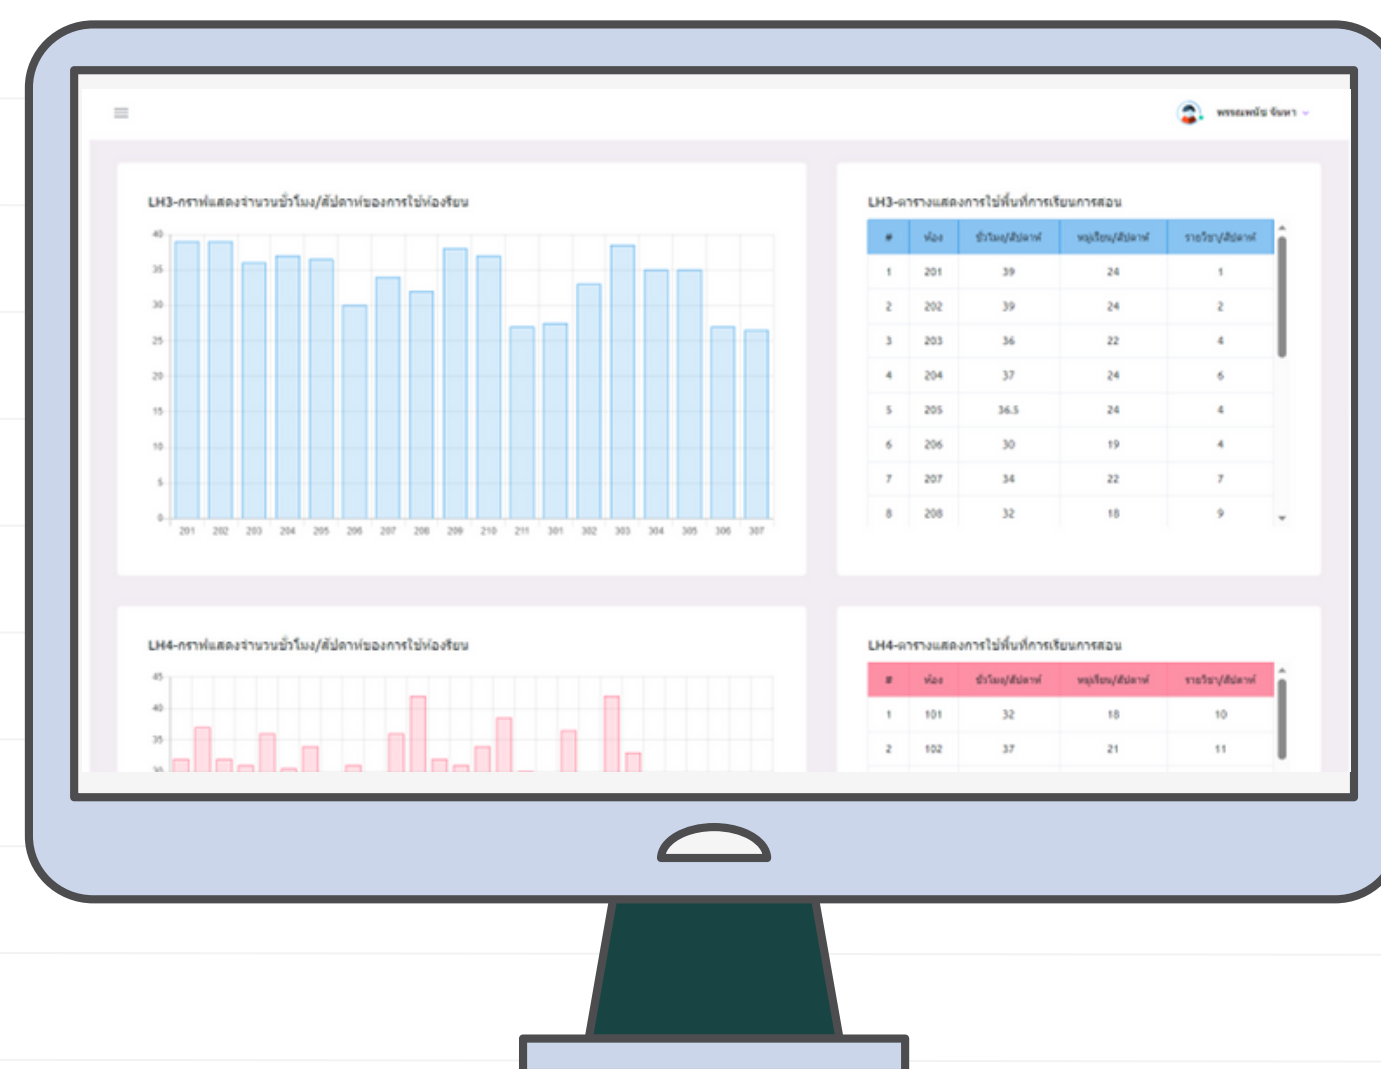 พรรณพนัช จันหา
LH3-กราฟแสดงจำนวนชั่วโมง/สัปดาห์ของการใช้ห้องเรียน
40
35
30
25
20
15
10
5
0
201 202 203 204 205 206 207 208 209 210 211 301 302 303 304 305 306 307
LH3-ตารางแสดงการใช้พื้นที่การเรียนการสอน
# ห้อง ชั่วโมง/สัปดาห์ หมู่เรียน/สัปดาห์ รายวิชา/สัปดาห์
1 201 39 24 1
2 202 39 24 2
3 203 36 22 4
4 204 37 24 6
5 205 36.5 24 4
6 206 30 19 4
7 207 34 22 7
8 208 32 18 9
LH4-กราฟแสดงจำนวนชั่วโมง/สัปดาห์ของการใช้ห้องเรียน
45
40
35
30
LH4-ตารางแสดงการใช้พื้นที่การเรียนการสอน
# ห้อง ชั่วโมง/สัปดาห์ หมู่เรียน/สัปดาห์ รายวิชา/สัปดาห์
1 101 32 18 10
2 102 37 21 11